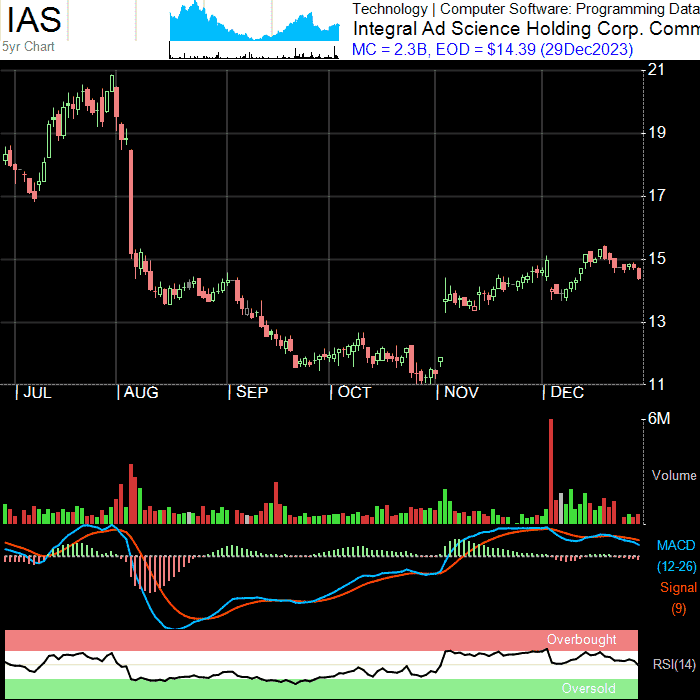 IAS
5yr Chart
Technology | Computer Software: Programming Data
Integral Ad Science Holding Corp. Comm
MC = 2.3B, EOD = $14.39 (29Dec2023)
21
19
17
15
13
11
JUL AUG SEP OCT NOV DEC
6M
Volume
MACD
(12-26)
Signal
(9)
Overbought
RSI(14)
Oversold